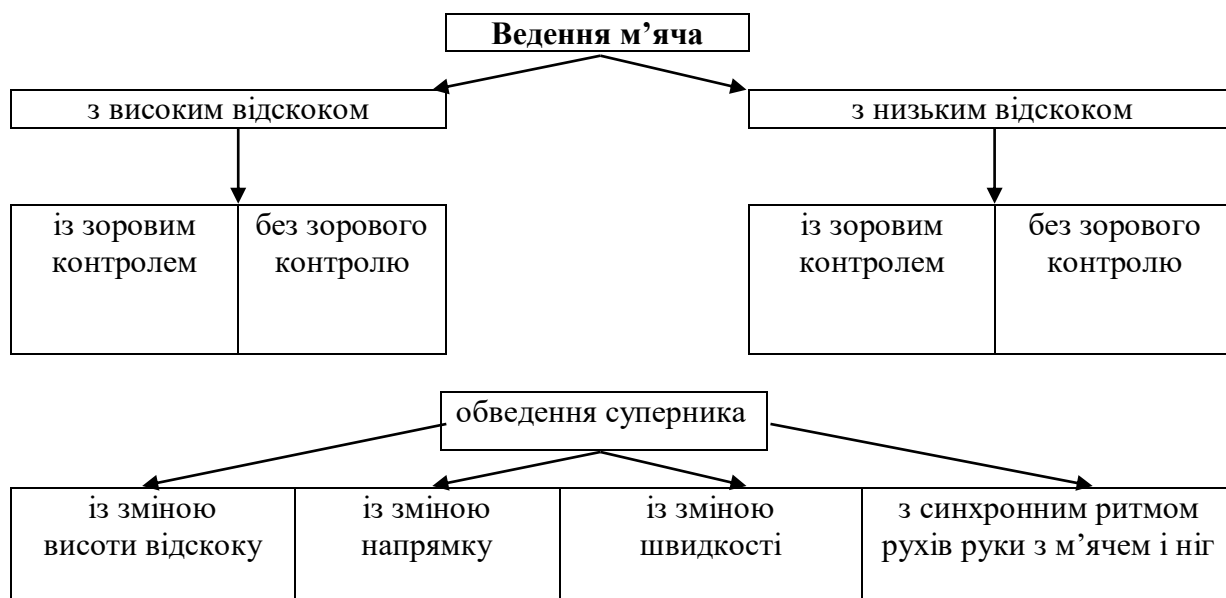 Ведення м’яча
з високим відскоком
з низьким відскоком
із зоровим
контролем
без зорового
контролю
із зоровим
контролем
без зорового
контролю
обведення суперника
із зміною
висоти відскоку
із зміною
напрямку
із зміною
швидкості
з синхронним ритмом
рухів руки з м’ячем і ніг